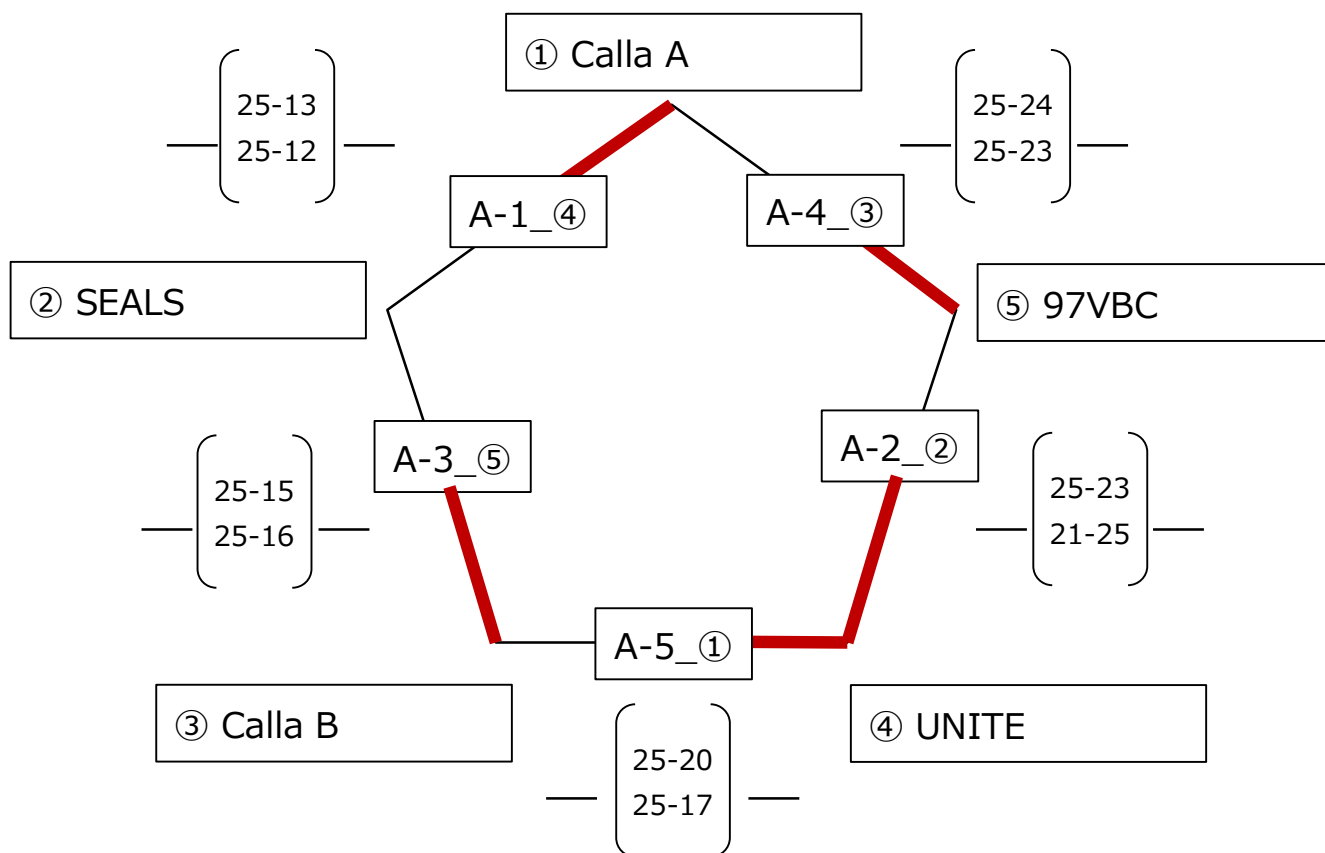 ① Calla A
25-13
25-12
25-24
25-23
A-1_④
A-4_③
② SEALS
⑤ 97VBC
A-3_⑤
A-2_②
25-15
25-16
25-23
21-25
A-5_①
③ Calla B
④ UNITE
25-20
25-17